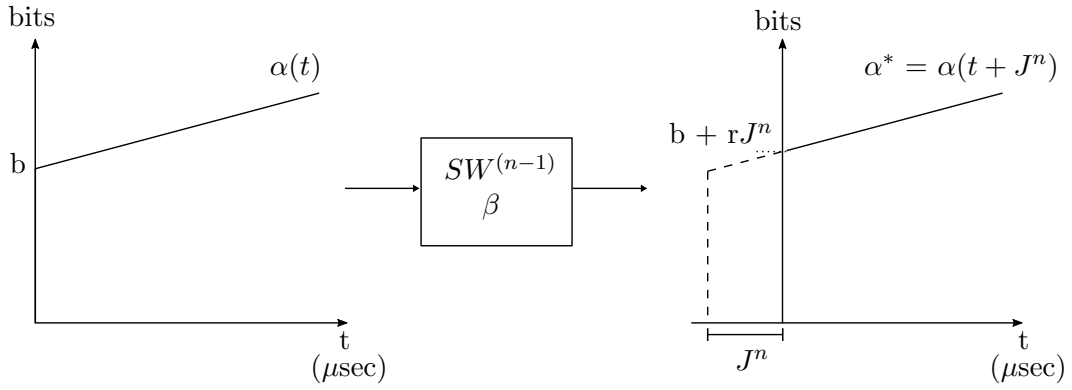 bits
α(t)
b
t
(μsec)
SW^{(n−1)}
β
bits
α* = α(t + J^n)
b + rJ^n
J^n
t
(μsec)